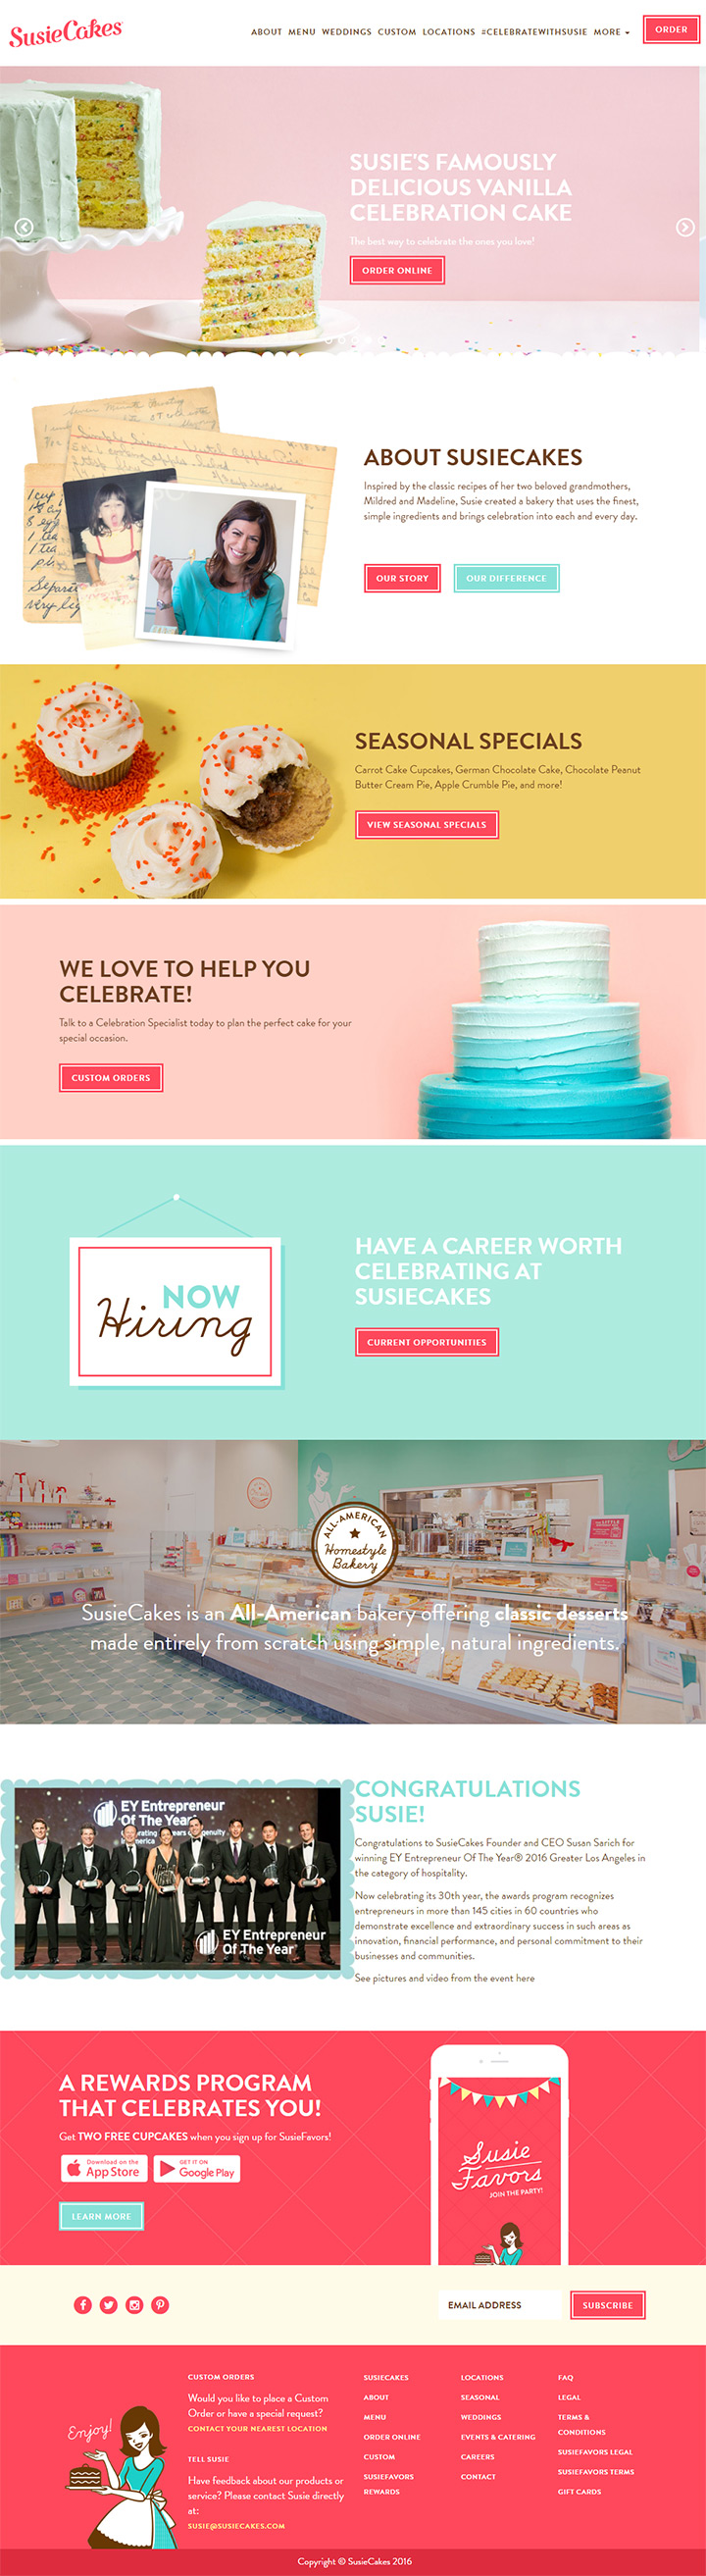 SusieCakes
ABOUT MENU WEDDINGS CUSTOM LOCATIONS #CELEBRATEWITHSUSIE MORE
ORDER
SUSIE'S FAMOUSLY
DELICIOUS VANILLA
CELEBRATION CAKE
The best way to celebrate the ones you love!
ORDER ONLINE
ABOUT SUSIECAKES
Inspired by the classic recipes of her two beloved grandmothers,
Mildred and Madeline, Susie created a bakery that uses the finest,
simple ingredients and brings celebration into each and every day.
OUR STORY
OUR DIFFERENCE
SEASONAL SPECIALS
Carrot Cake Cupcakes, German Chocolate Cake, Chocolate Peanut
Butter Cream Pie, Apple Crumble Pie, and more!
VIEW SEASONAL SPECIALS
WE LOVE TO HELP YOU
CELEBRATE!
Talk to a Celebration Specialist today to plan the perfect cake for your
special occasion.
CUSTOM ORDERS
NOW
Hiring
HAVE A CAREER WORTH
CELEBRATING AT
SUSIECAKES
CURRENT OPPORTUNITIES
ALL-AMERICAN
Homestyle
Bakery
SusieCakes is an All-American bakery offering classic desserts
made entirely from scratch using simple, natural ingredients.
EY Entrepreneur
Of The Year
EY Entrepreneur
Of The Year
CONGRATULATIONS
SUSIE!
Congratulations to SusieCakes Founder and CEO Susan Sarich for
winning EY Entrepreneur Of The Year® 2016 Greater Los Angeles in
the category of hospitality.
Now celebrating its 30th year, the awards program recognizes
entrepreneurs in more than 145 cities in 60 countries who
demonstrate excellence and extraordinary success in such areas as
innovation, financial performance, and personal commitment to their
businesses and communities.
See pictures and video from the event here
A REWARDS PROGRAM
THAT CELEBRATES YOU!
Get TWO FREE CUPCAKES when you sign up for SusieFavors!
Download on the
App Store
GET IT ON
Google Play
LEARN MORE
Susie
Favors
JOIN THE PARTY!
EMAIL ADDRESS
SUBSCRIBE
Enjoy!
CUSTOM ORDERS
Would you like to place a Custom
Order or have a special request?
CONTACT YOUR NEAREST LOCATION
TELL SUSIE
Have feedback about our products or
service? Please contact Susie directly
at:
SUSIE@SUSIECAKES.COM
SUSIECAKES
ABOUT
MENU
ORDER ONLINE
CUSTOM
SUSIEFAVORS
REWARDS
LOCATIONS
SEASONAL
WEDDINGS
EVENTS & CATERING
CAREERS
CONTACT
FAQ
LEGAL
TERMS &
CONDITIONS
SUSIEFAVORS LEGAL
SUSIEFAVORS TERMS
GIFT CARDS
Copyright © SusieCakes 2016